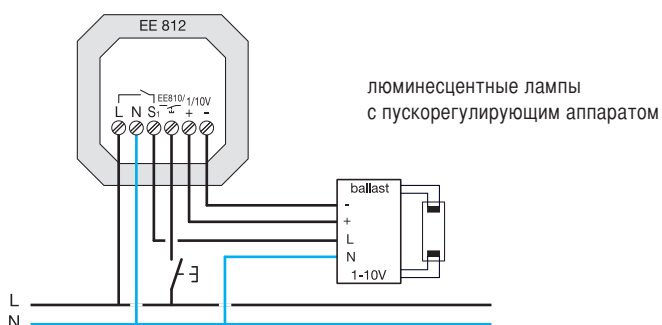 EE 812
EE810/ 1/10V
L N S1 + -
люминесцентные лампы
с пускорегулирующим аппаратом
ballast
-
+
L
N
1-10V
L
N